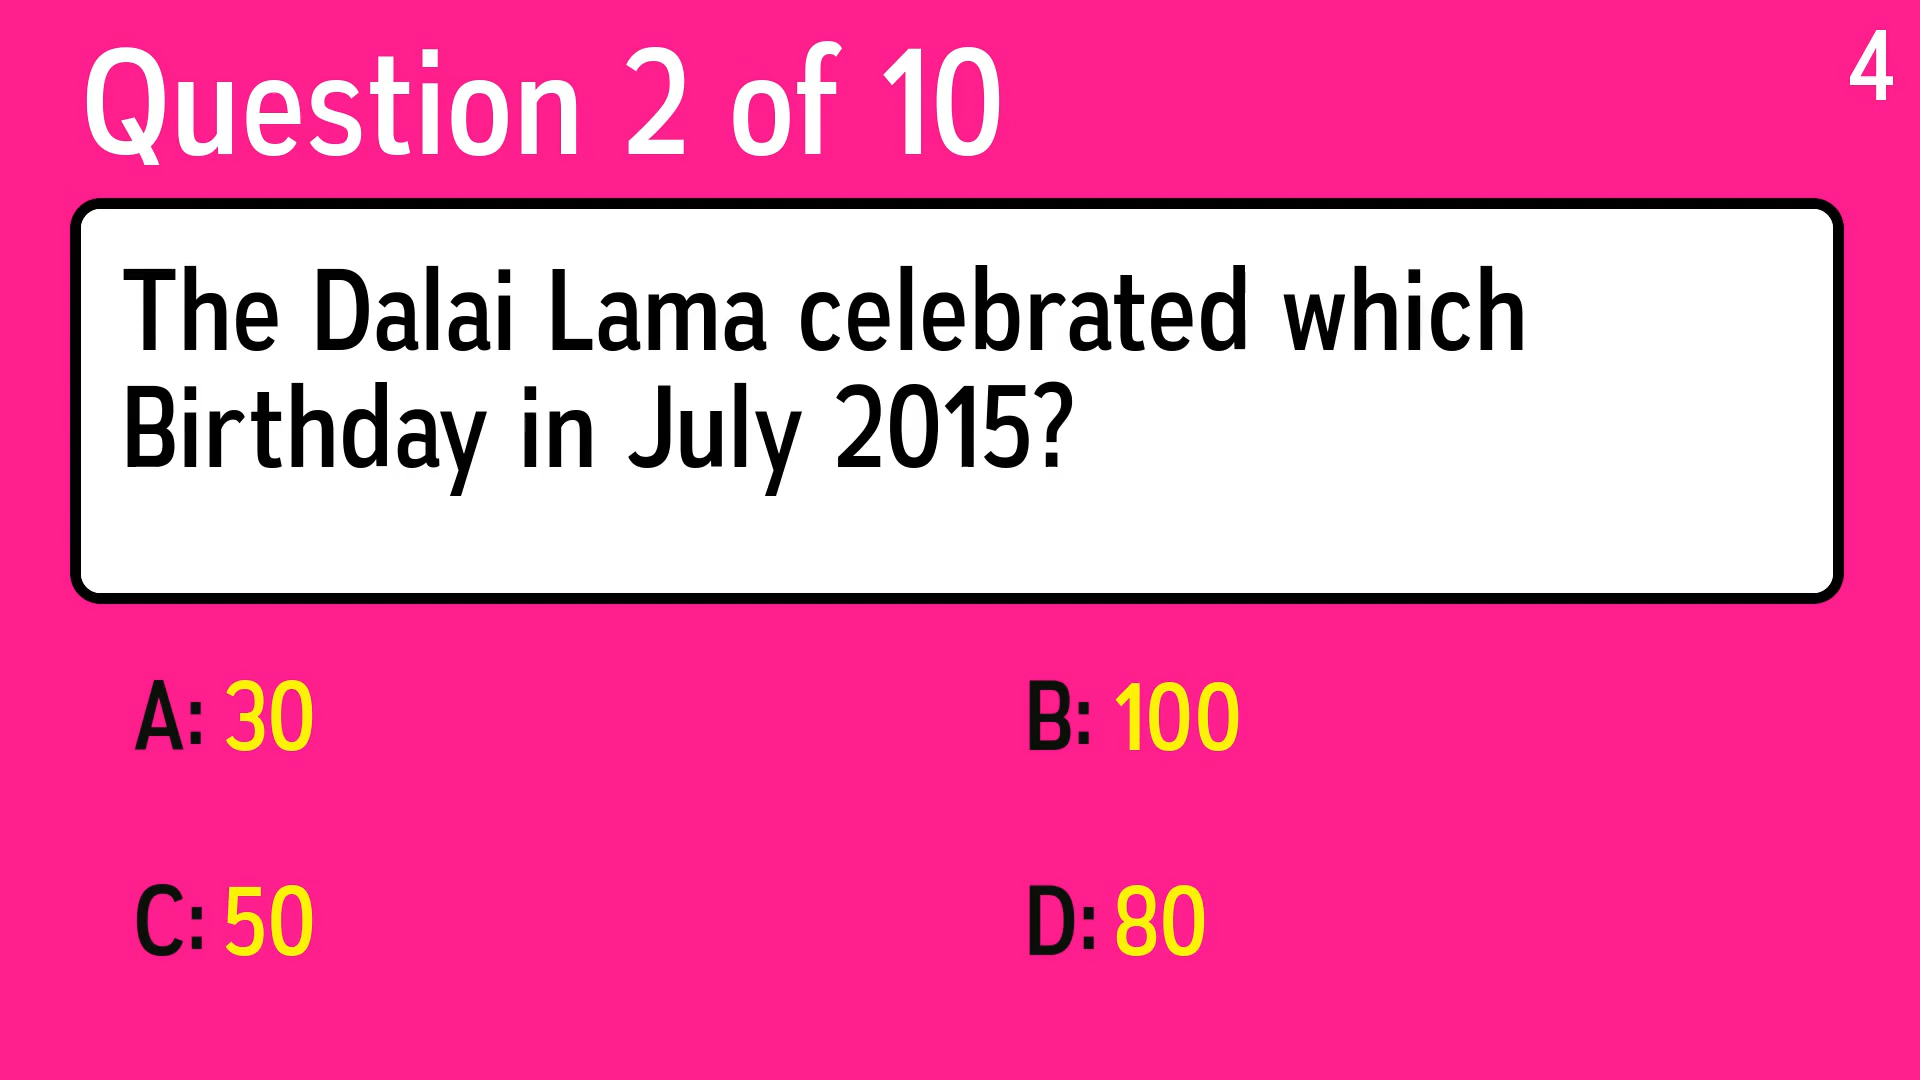 Question 2 of 10
4
The Dalai Lama celebrated which
Birthday in July 2015?
A: 30
B: 100
C: 50
D: 80